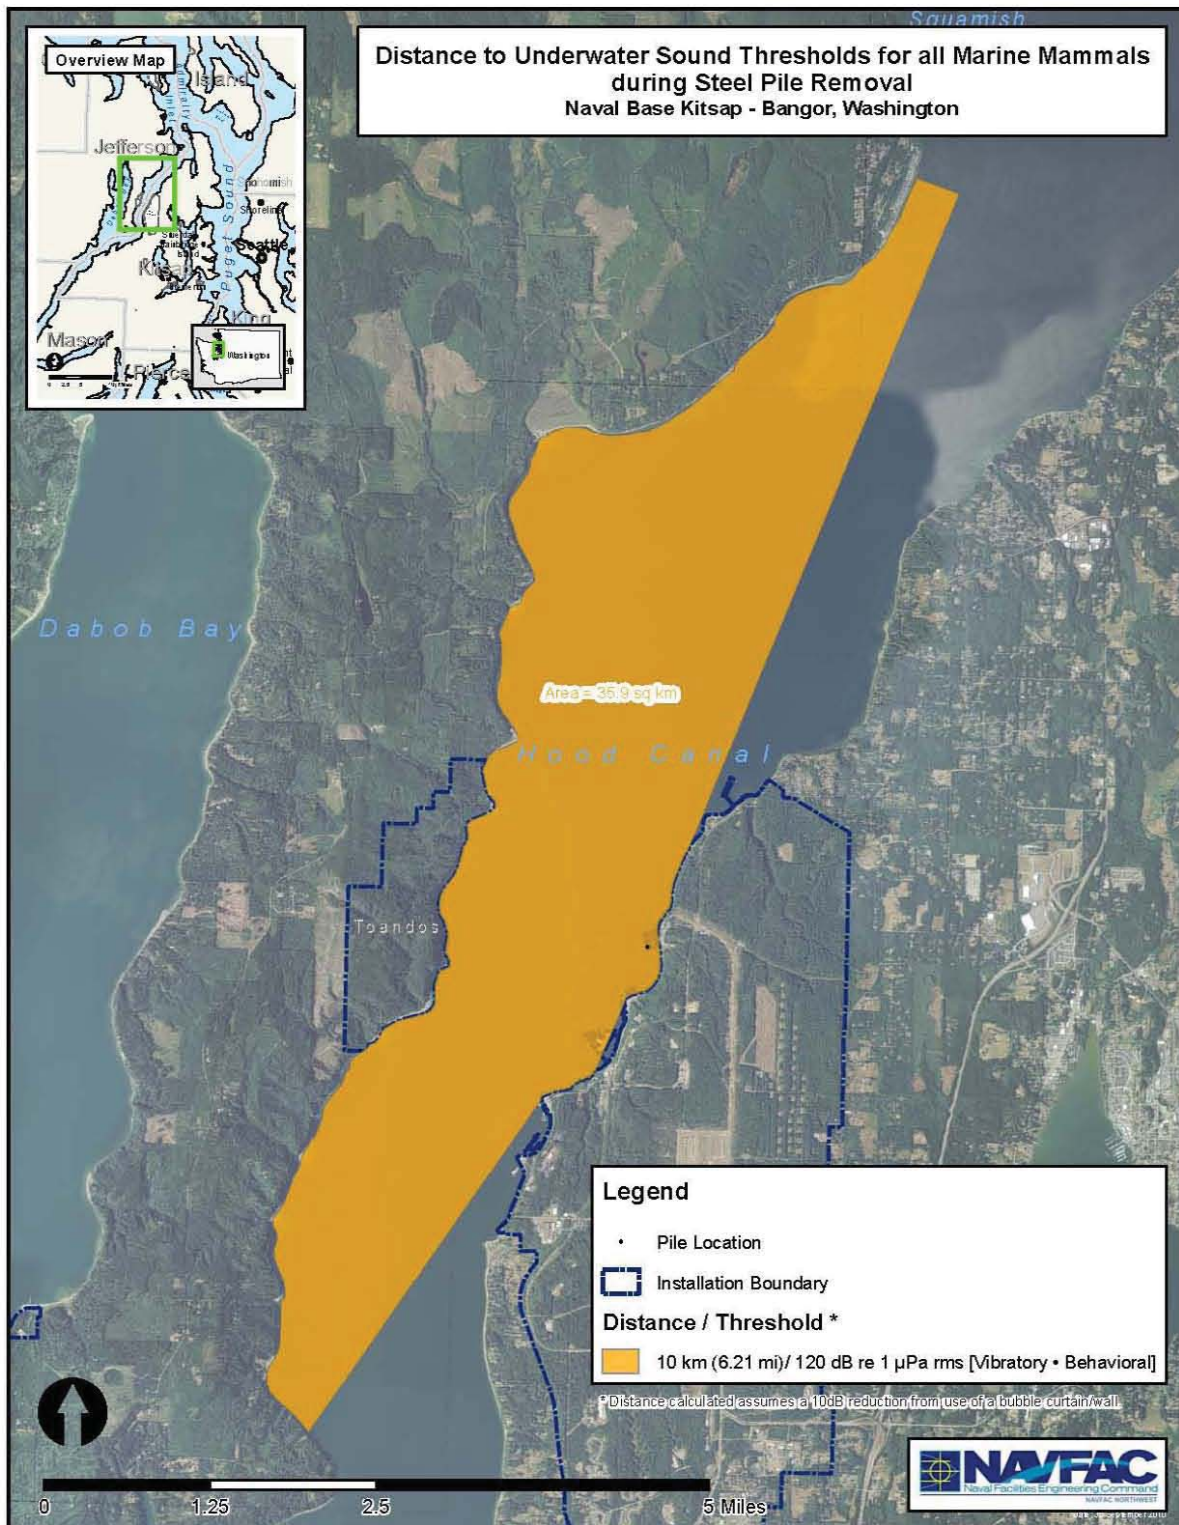 Squamish
Distance to Underwater Sound Thresholds for all Marine Mammals
during Steel Pile Removal
Naval Base Kitsap - Bangor, Washington
Overview Map
Island
Admiralty
Inlet
Jefferson
Puget Sound
Shoreline
Seattle
Kitsap
King
Mason
Washington
Pierce
Dabob Bay
Area = 35.9 sq km
Hood Canal
Toandos
Legend
Pile Location
Installation Boundary
Distance / Threshold *
10 km (6.21 mi)/ 120 dB re 1 µPa rms [Vibratory • Behavioral]
* Distance calculated assumes a 10dB reduction from use of a bubble curtain/wall
0 1.25 2.5 5 Miles
NAVFAC
Naval Facilities Engineering Command
NAVFAC NORTHWEST